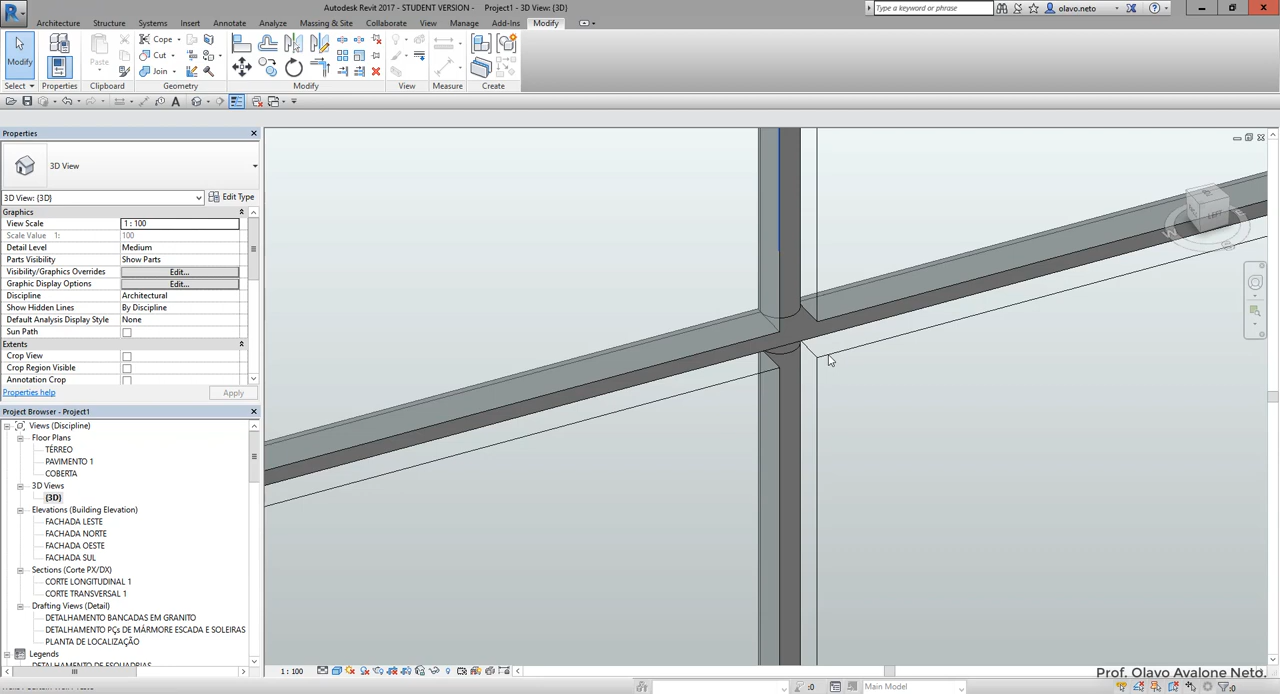 Autodesk Revit 2017 - STUDENT VERSION - Project1 - 3D View: {3D}
Type a keyword or phrase
olavo.neto
Architecture Structure Systems Insert Annotate Analyze Massing & Site Collaborate View Manage Add-Ins Modify
Modify
Paste
Cope
Cut
Join
Select Properties Clipboard Geometry Modify View Measure Create
Properties
3D View
3D View: {3D} Edit Type
Graphics
View Scale 1 : 100
Scale Value 1: 100
Detail Level Medium
Parts Visibility Show Parts
Visibility/Graphics Overrides Edit...
Graphic Display Options Edit...
Discipline Architectural
Show Hidden Lines By Discipline
Default Analysis Display Style None
Sun Path
Extents
Crop View
Crop Region Visible
Annotation Crop
Properties help Apply
Project Browser - Project1
Views (Discipline)
Floor Plans
TÉRREO
PAVIMENTO 1
COBERTA
3D Views
{3D}
Elevations (Building Elevation)
FACHADA LESTE
FACHADA NORTE
FACHADA OESTE
FACHADA SUL
Sections (Corte PX/DX)
CORTE LONGITUDINAL 1
CORTE TRANSVERSAL 1
Drafting Views (Detail)
DETALHAMENTO BANCADAS EM GRANITO
DETALHAMENTO PÇs DE MÁRMORE ESCADA E SOLEIRAS
PLANTA DE LOCALIZAÇÃO
Legends
DETALHAMENTO DE ESQUADRIAS
1 : 100
Prof. Olavo Avalone Neto.
:0 Main Model :0